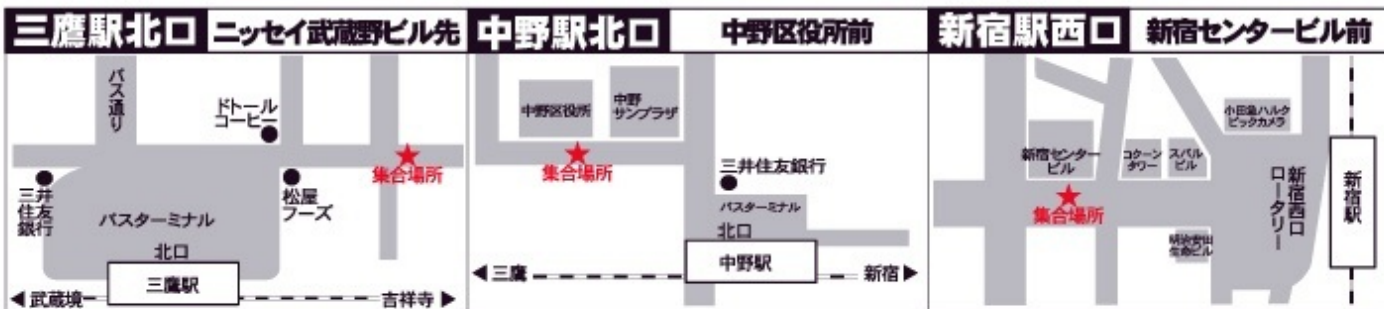 三鷹駅北口 ニッセイ武蔵野ビル先
バス通り
ドトール
コーヒー
集合場所
三井
住友
銀行
松屋
フーズ
バスターミナル
北口
三鷹駅
◀武蔵境
吉祥寺▶
中野駅北口 中野区役所前
中野区役所
中野
サンプラザ
集合場所
三井住友銀行
バスターミナル
北口
中野駅
◀三鷹
新宿▶
新宿駅西口 新宿センタービル前
小田急ハルク
ビックカメラ
新宿センター
ビル
コクーン
タワー
スバル
ビル
集合場所
新宿西口
ロータリー
新宿駅
明治安田
生命ビル